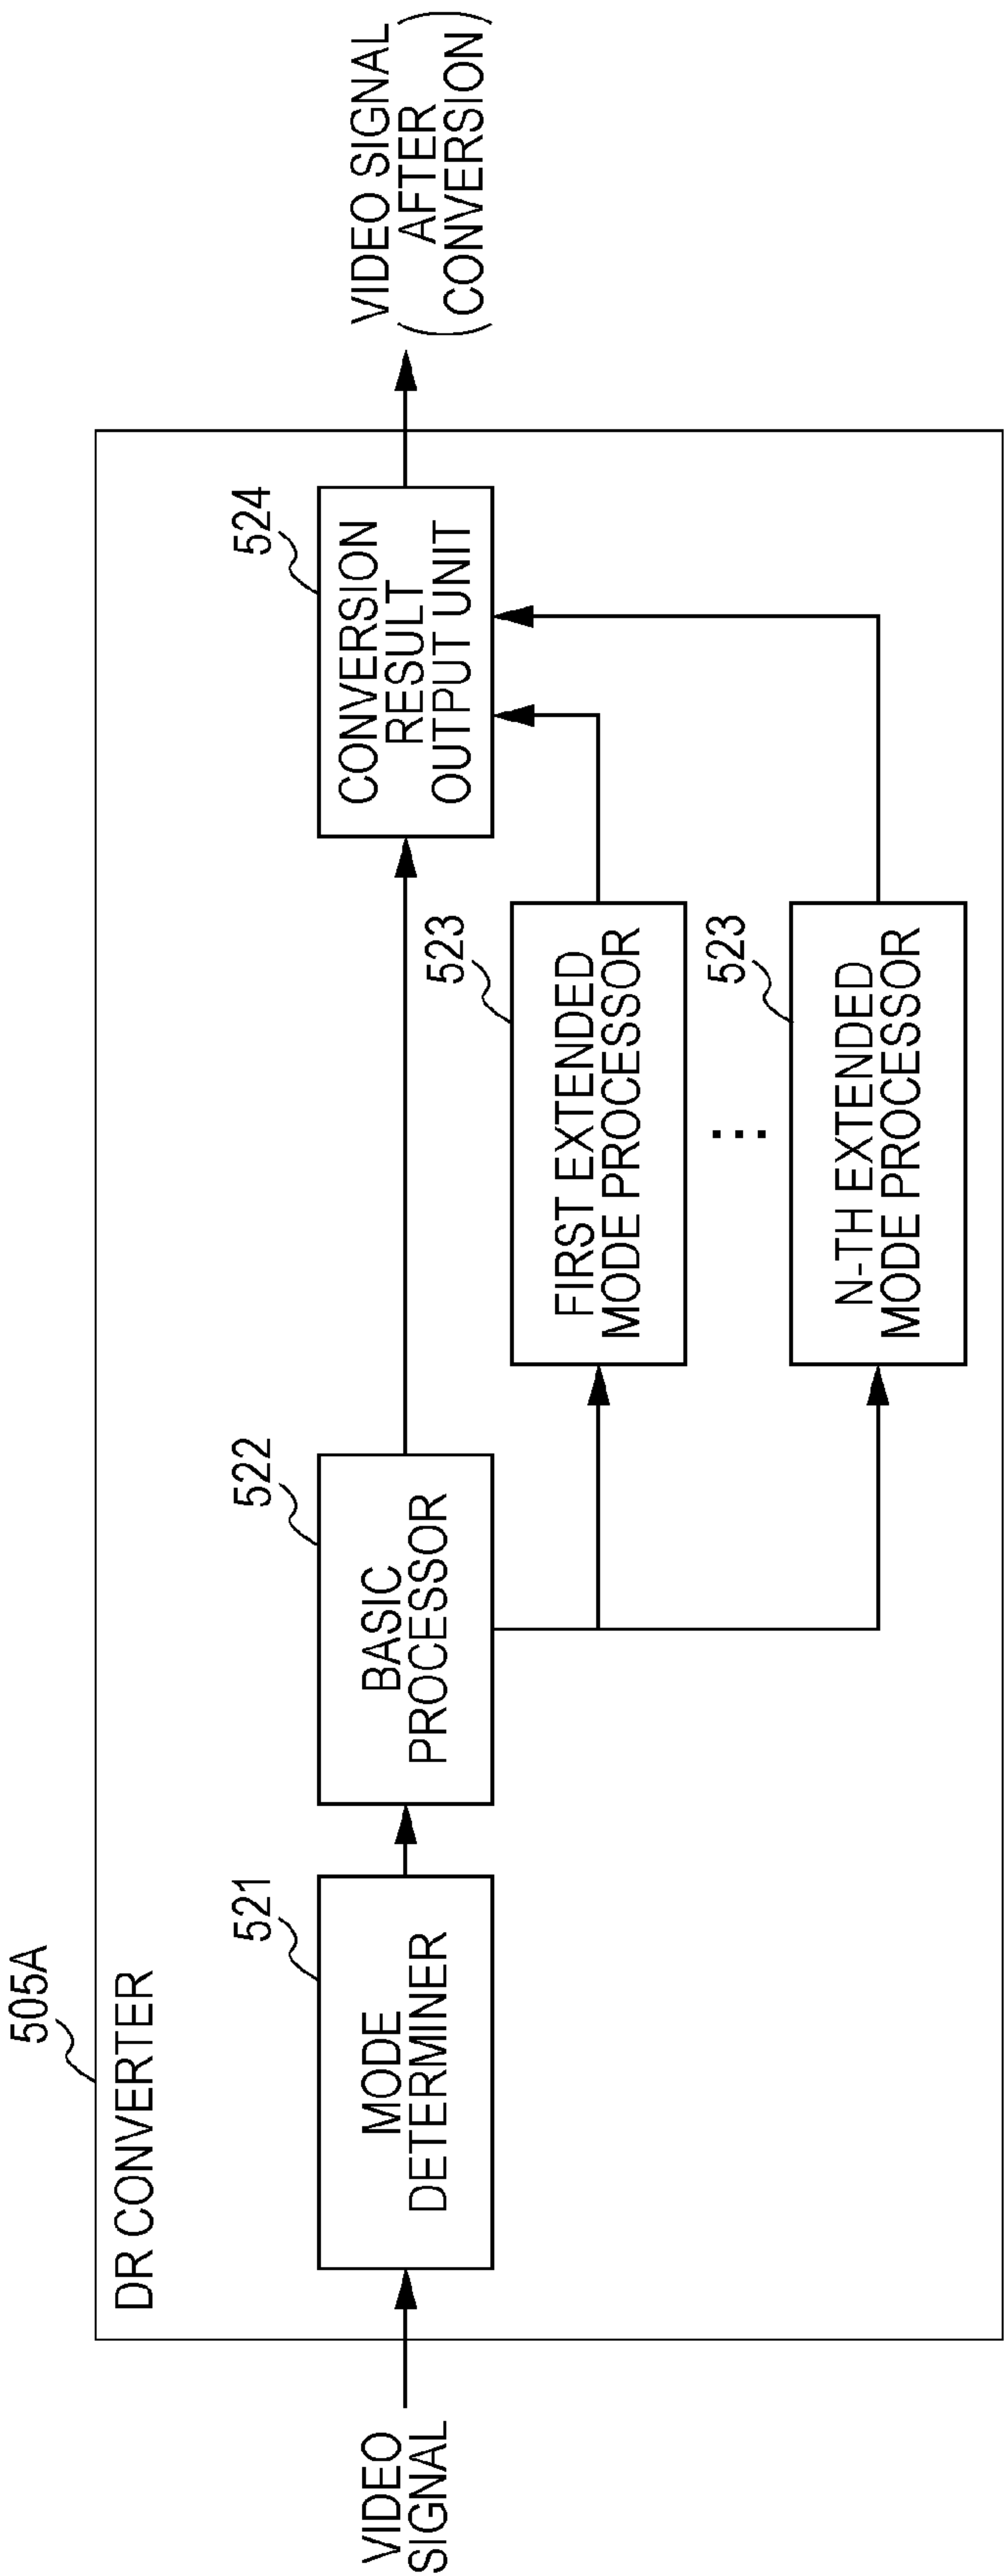 505A
DR CONVERTER
VIDEO
SIGNAL
521
MODE
DETERMINER
522
BASIC
PROCESSOR
524
CONVERSION
RESULT
OUTPUT UNIT
VIDEO SIGNAL
(AFTER
CONVERSION)
523
FIRST EXTENDED
MODE PROCESSOR
...
523
N-TH EXTENDED
MODE PROCESSOR